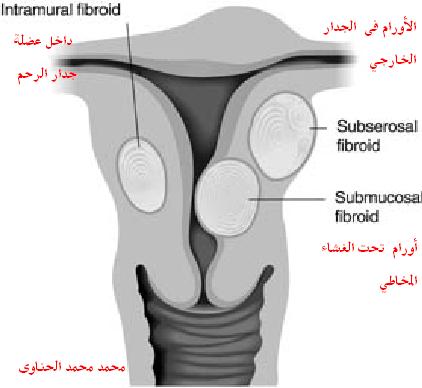 Intramural fibroid
داخل عضلة
جدار الرحم
الأورام فى الجدار
الخارجي
Subserosal
fibroid
Submucosal
fibroid
أورام تحت الغشاء
المخاطي
محمد محمد الحناوى